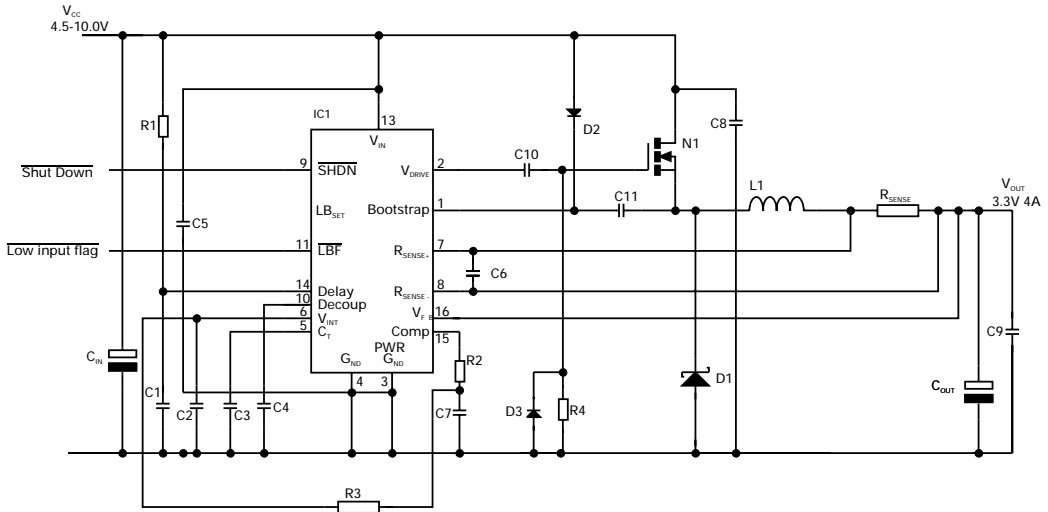 VCC
4.5-10.0V
IC1
R1
13
VIN
D2
C8
N1
C10
Shut Down
9
SHDN
VDRIVE
2
C11
L1
RSENSE
VOUT
3.3V 4A
LBSET
Bootstrap
1
C5
Low input flag
11
LBF
RSENSE+
7
C6
14
Delay
RSENSE-
8
10
Decoup
6
VINT
VFB
16
5
CT
Comp
15
C9
CIN
PWR
GND
GND
R2
4
3
D1
COUT
C1
C2
C3
C4
C7
D3
R4
R3